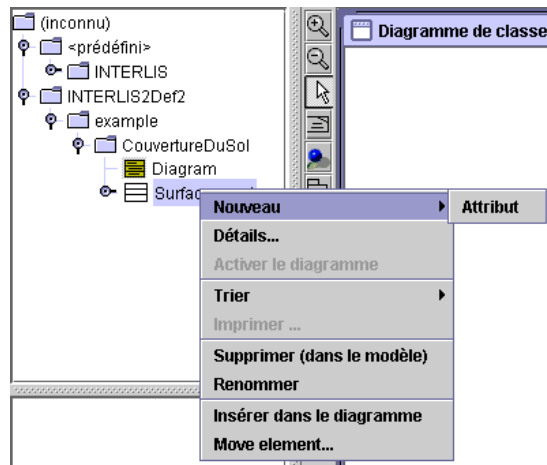 (inconnu)
<prédéfini>
INTERLIS
INTERLIS2Def2
example
CouvertureDuSol
Diagram
Diagramme de classe
Nouveau
Attribut
Détails...
Activer le diagramme
Trier
Imprimer ...
Supprimer (dans le modèle)
Renommer
Insérer dans le diagramme
Move element...